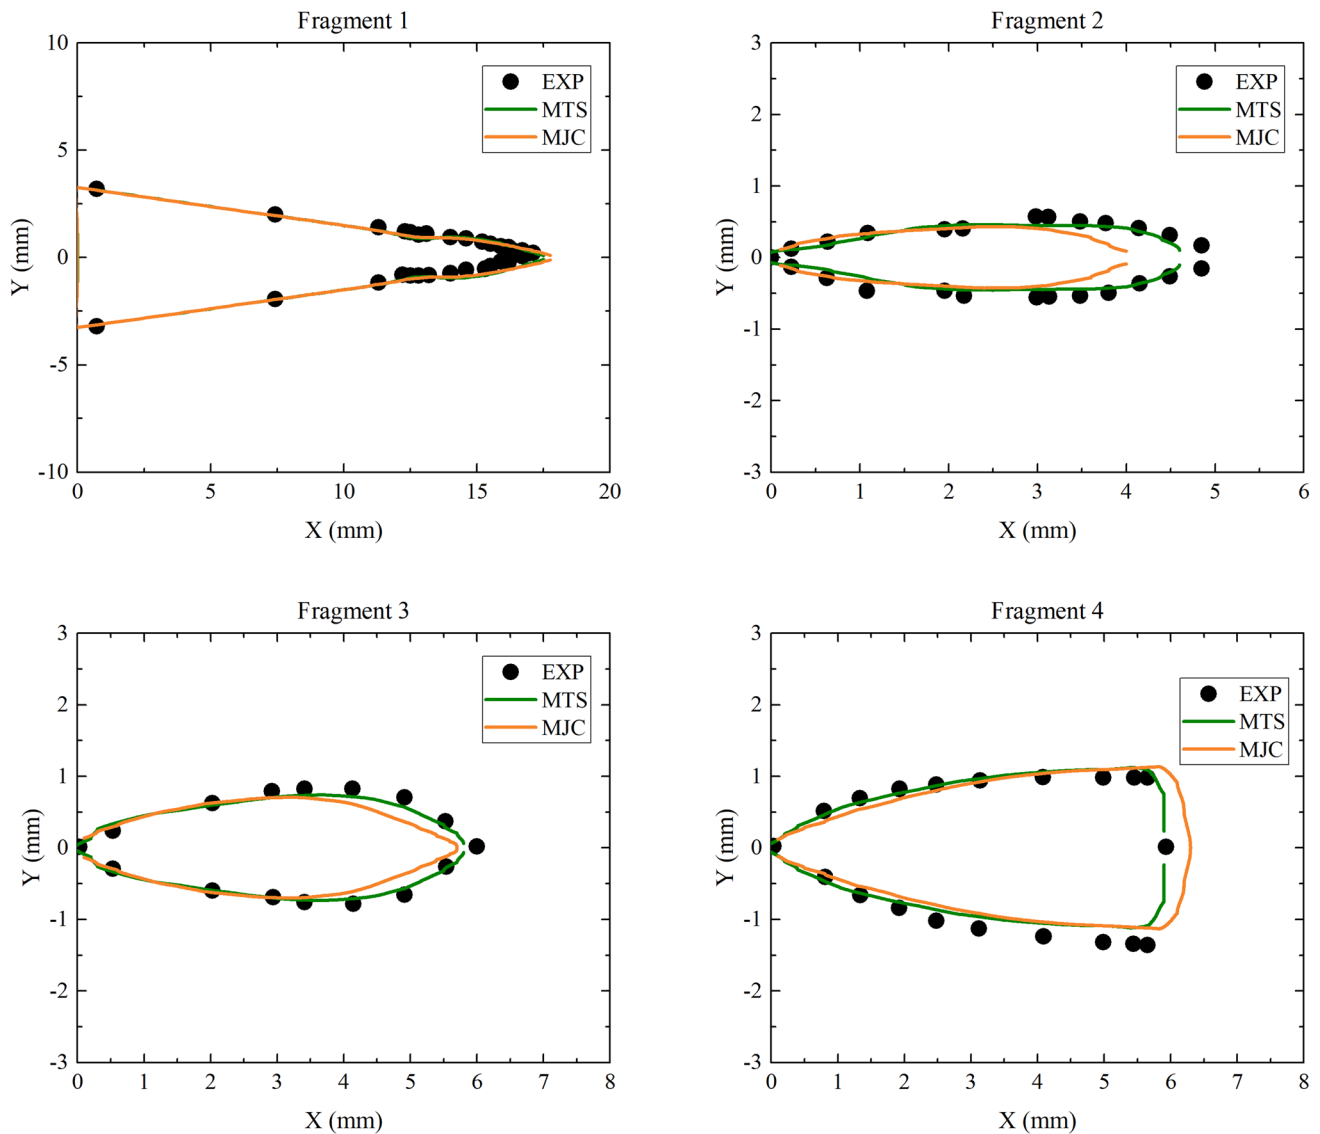 Fragment 1
10
5
0
-5
-10
Y (mm)
EXP
MTS
MJC
0 5 10 15 20
X (mm)
Fragment 2
3
2
1
0
-1
-2
-3
Y (mm)
EXP
MTS
MJC
0 1 2 3 4 5 6
X (mm)
Fragment 3
3
2
1
0
-1
-2
-3
Y (mm)
EXP
MTS
MJC
0 1 2 3 4 5 6 7 8
X (mm)
Fragment 4
3
2
1
0
-1
-2
-3
Y (mm)
EXP
MTS
MJC
0 1 2 3 4 5 6 7 8
X (mm)